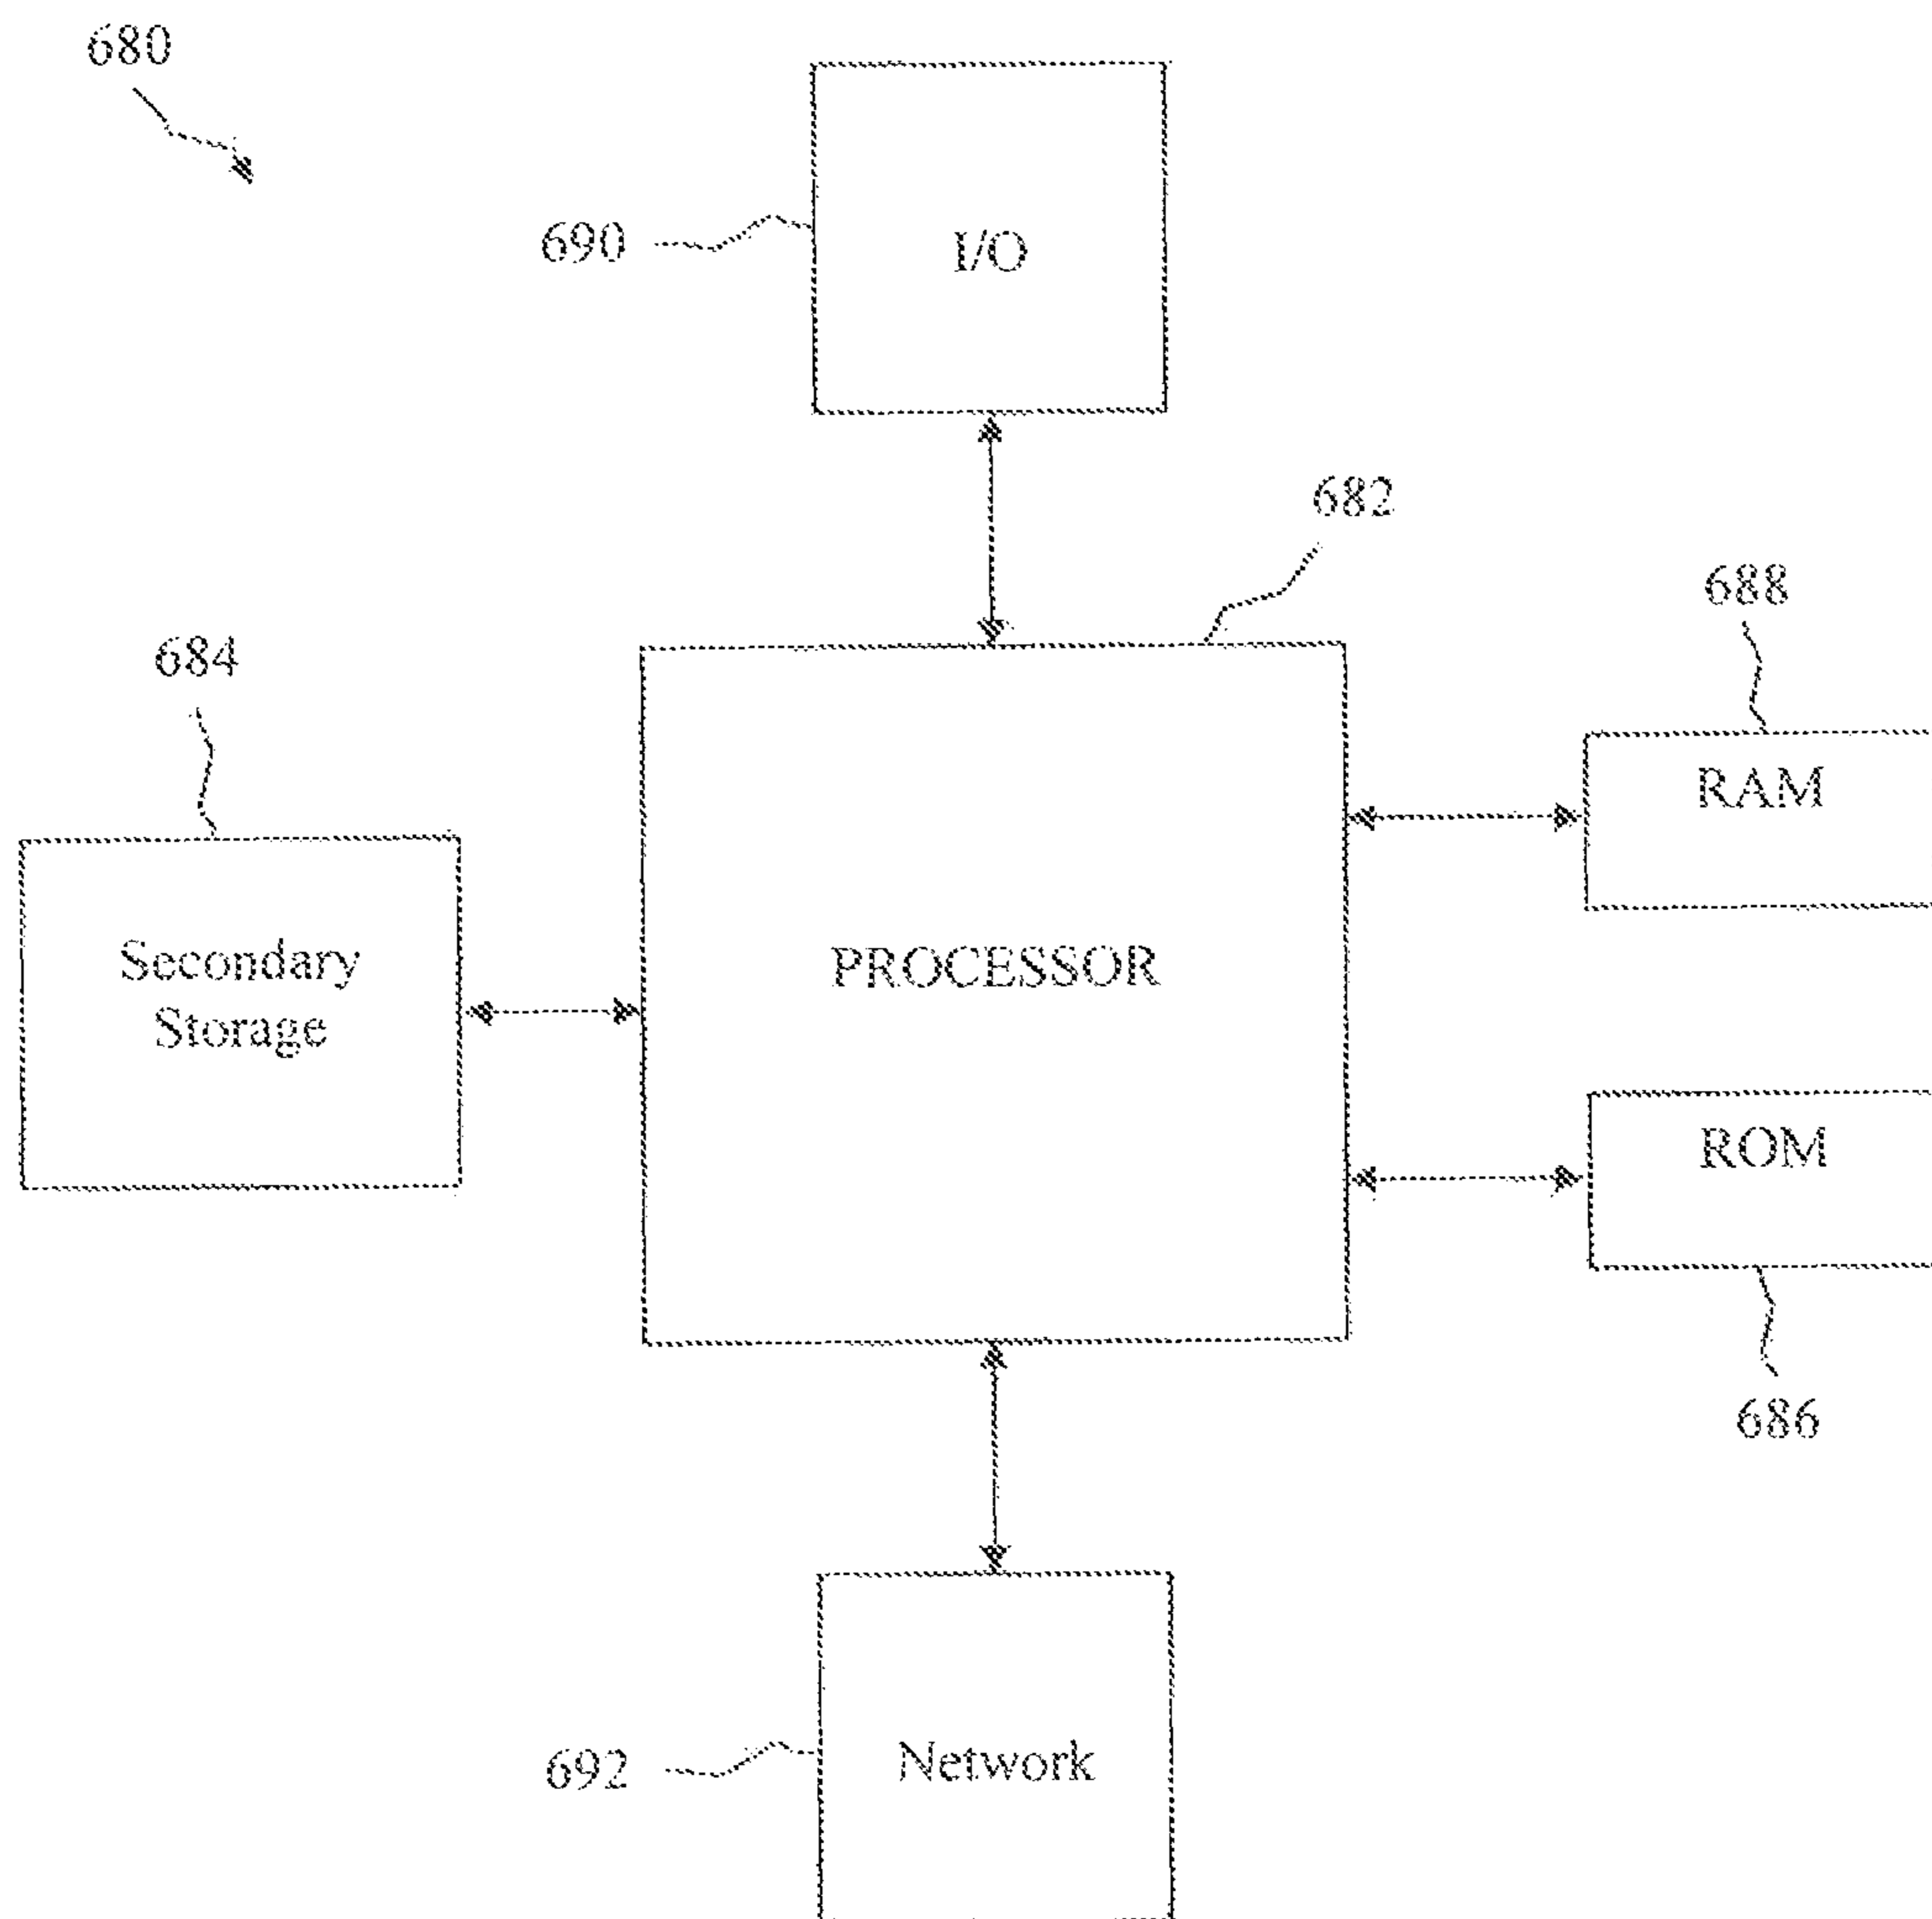 680
690
I/O
682
688
684
RAM
Secondary
Storage
PROCESSOR
ROM
686
692
Network